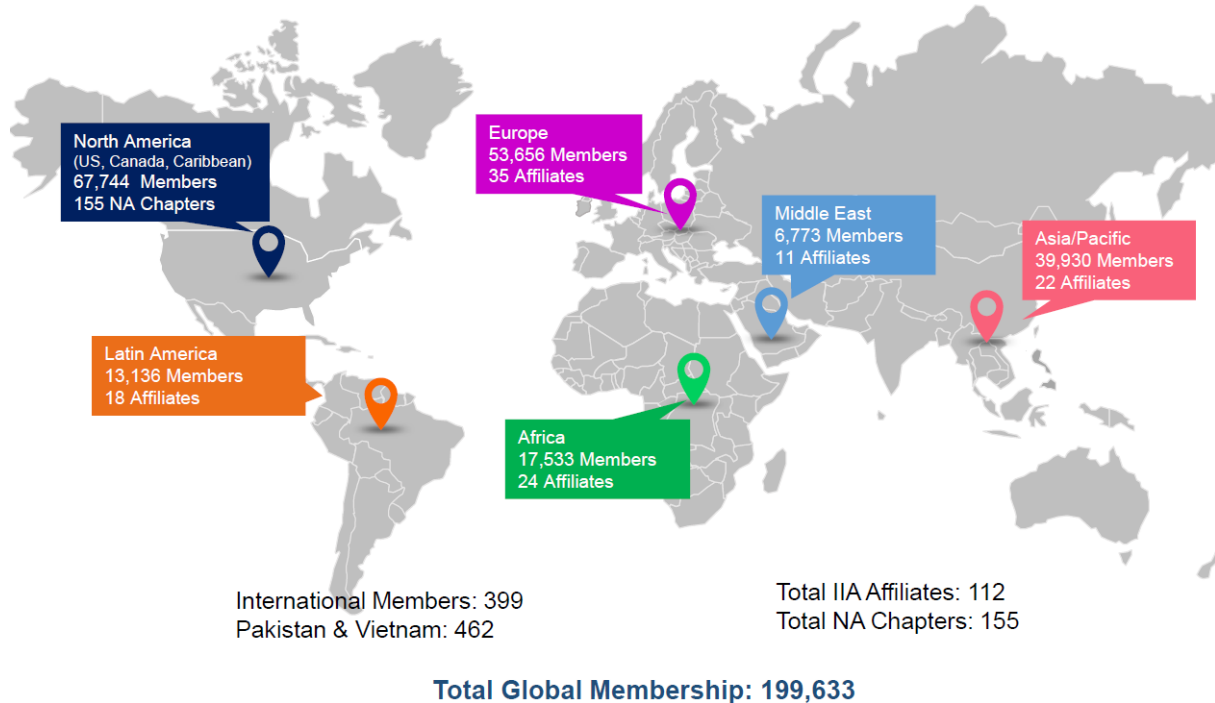 North America
(US, Canada, Caribbean)
67,744 Members
155 NA Chapters
Europe
53,656 Members
35 Affiliates
Middle East
6,773 Members
11 Affiliates
Asia/Pacific
39,930 Members
22 Affiliates
Latin America
13,136 Members
18 Affiliates
Africa
17,533 Members
24 Affiliates
International Members: 399
Pakistan & Vietnam: 462
Total IIA Affiliates: 112
Total NA Chapters: 155
Total Global Membership: 199,633